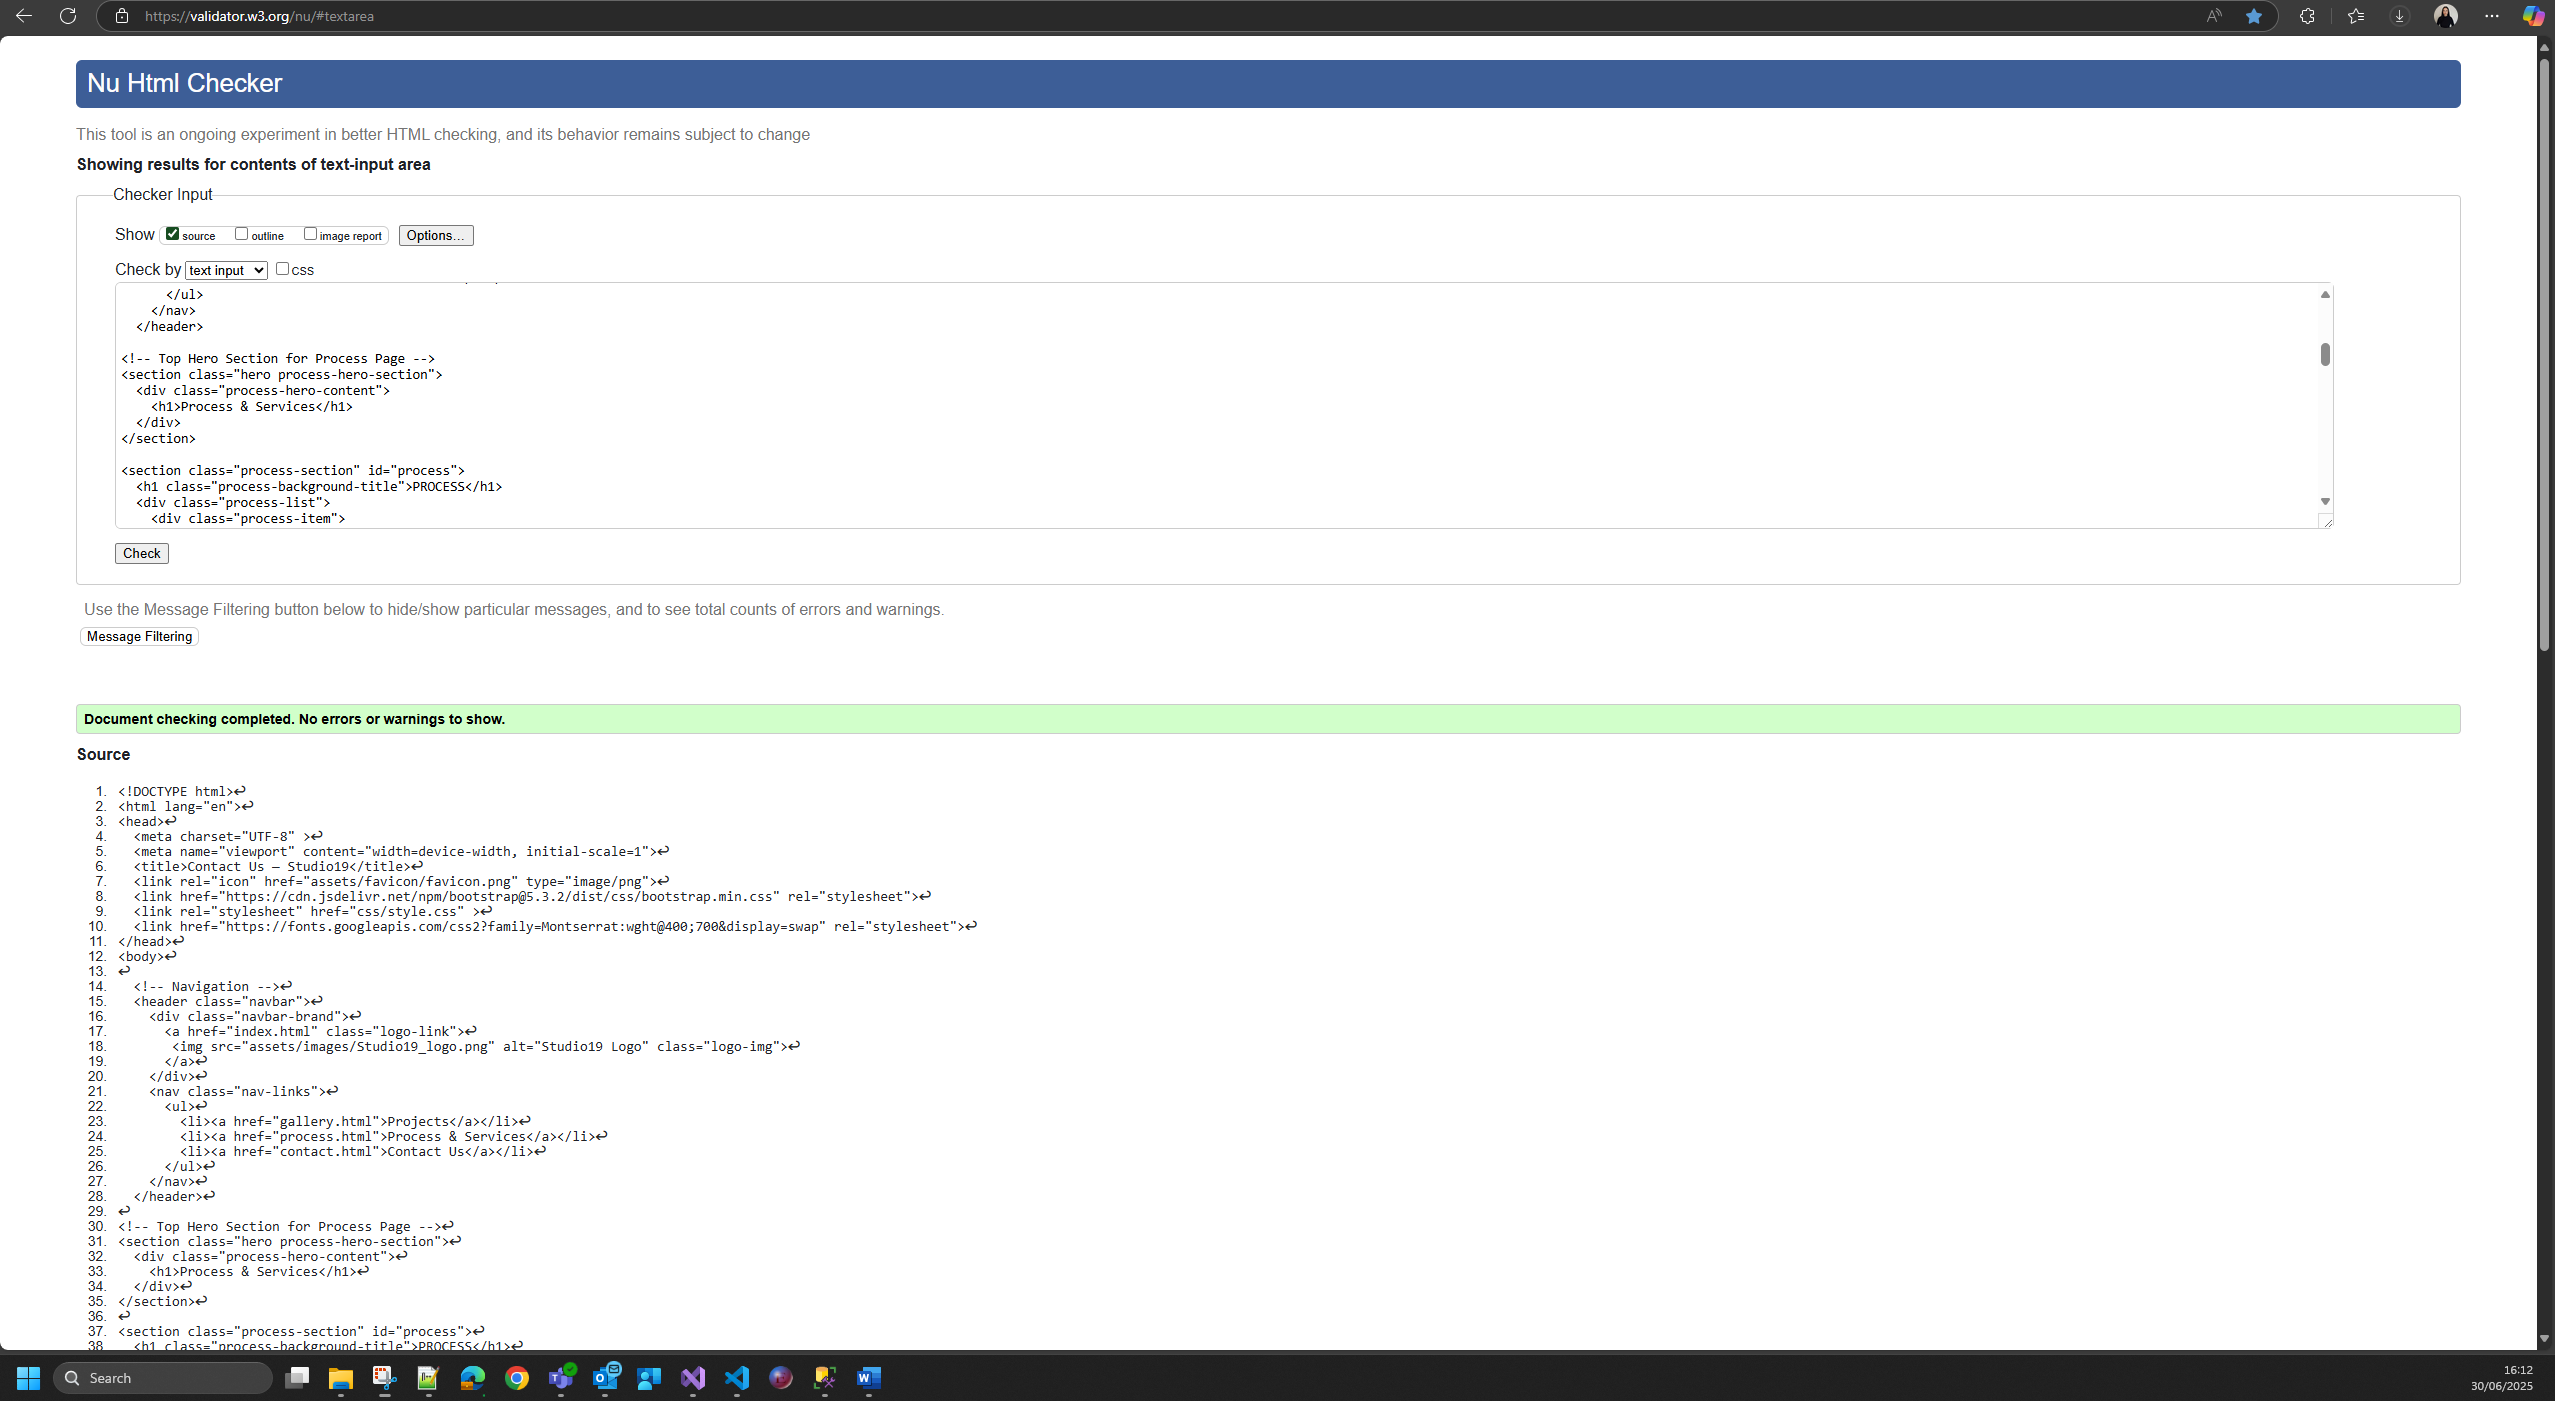 https://validator.w3.org/nu/#textarea
Nu Html Checker
This tool is an ongoing experiment in better HTML checking, and its behavior remains subject to change
Showing results for contents of text-input area
Checker Input
Show source outline image report Options...
Check by text input css
</ul>
</nav>
</header>
<!-- Top Hero Section for Process Page -->
<section class="hero process-hero-section">
<div class="process-hero-content">
<h1>Process & Services</h1>
</div>
</section>
<section class="process-section" id="process">
<h1 class="process-background-title">PROCESS</h1>
<div class="process-list">
<div class="process-item">
Check
Use the Message Filtering button below to hide/show particular messages, and to see total counts of errors and warnings.
Message Filtering
Document checking completed. No errors or warnings to show.
Source
1. <!DOCTYPE html>↩
2. <html lang="en">↩
3. <head>↩
4. <meta charset="UTF-8" >↩
5. <meta name="viewport" content="width=device-width, initial-scale=1">↩
6. <title>Contact Us – Studio19</title>↩
7. <link rel="icon" href="assets/favicon/favicon.png" type="image/png">↩
8. <link href="https://cdn.jsdelivr.net/npm/bootstrap@5.3.2/dist/css/bootstrap.min.css" rel="stylesheet">↩
9. <link rel="stylesheet" href="css/style.css" >↩
10. <link href="https://fonts.googleapis.com/css2?family=Montserrat:wght@400;700&display=swap" rel="stylesheet">↩
11. </head>↩
12. <body>↩
13. ↩
14. <!-- Navigation -->↩
15. <header class="navbar">↩
16. <div class="navbar-brand">↩
17. <a href="index.html" class="logo-link">↩
18. <img src="assets/images/Studio19_logo.png" alt="Studio19 Logo" class="logo-img">↩
19. </a>↩
20. </div>↩
21. <nav class="nav-links">↩
22. <ul>↩
23. <li><a href="gallery.html">Projects</a></li>↩
24. <li><a href="process.html">Process & Services</a></li>↩
25. <li><a href="contact.html">Contact Us</a></li>↩
26. </ul>↩
27. </nav>↩
28. </header>↩
29. ↩
30. <!-- Top Hero Section for Process Page -->↩
31. <section class="hero process-hero-section">↩
32. <div class="process-hero-content">↩
33. <h1>Process & Services</h1>↩
34. </div>↩
35. </section>↩
36. ↩
37. <section class="process-section" id="process">↩
38. <h1 class="process-background-title">PROCESS</h1>↩
Search
16:12
30/06/2025